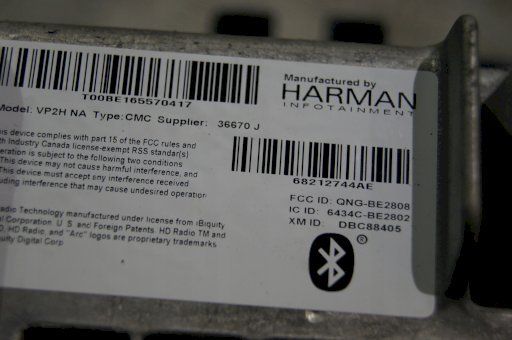 T00BE165570417
Manufactured by
HARMAN
INFOTAINMENT
Model: VP2H NA Type: CMC Supplier: 36670 J
his device complies with part 15 of the FCC rules and
th Industry Canada license-exempt RSS standar(s)
eration is subject to the following two conditions
This device may not cause harmful interference, and
This device must accept any interference received
luding interference that may cause undesired operation
68212744AE
FCC ID: QNG-BE2808
IC ID: 6434C-BE2802
XM ID: DBC88405
®
adio Technology manufactured under license from iBiquity
al Corporation. U.S. and Foreign Patents. HD Radio TM and
D, HD Radio, and "Arc" logos are proprietary trademarks
quity Digital Corp